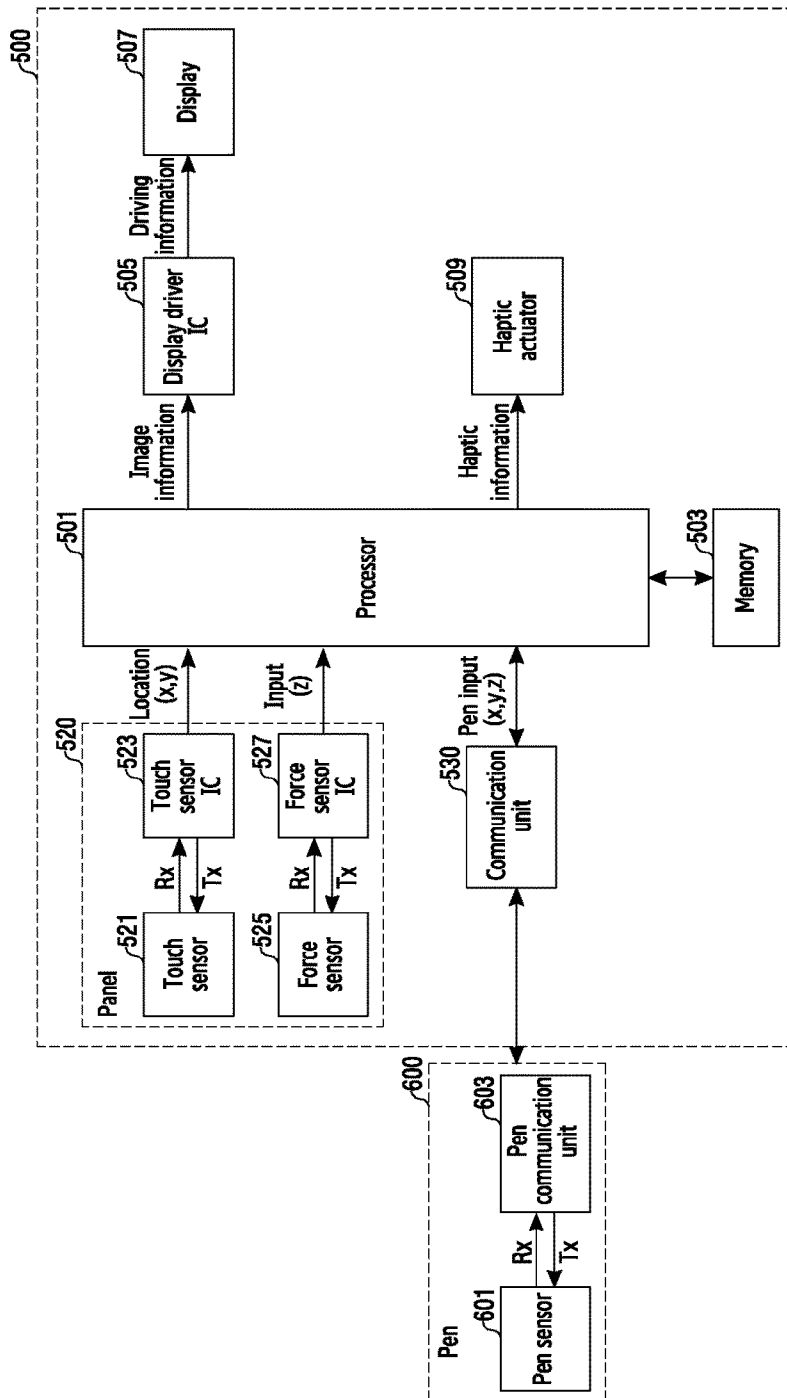 500
520
Panel
521
Touch
sensor
Rx
Tx
523
Touch
sensor
IC
Location
(x,y)
525
Force
sensor
Rx
Tx
527
Force
sensor
IC
Input
(z)
501
Processor
Image
information
505
Display driver
IC
Driving
information
507
Display
Haptic
information
509
Haptic
actuator
503
Memory
530
Communication
unit
Pen input
(x,y,z)
600
Pen
601
Pen sensor
Rx
Tx
603
Pen
communication
unit